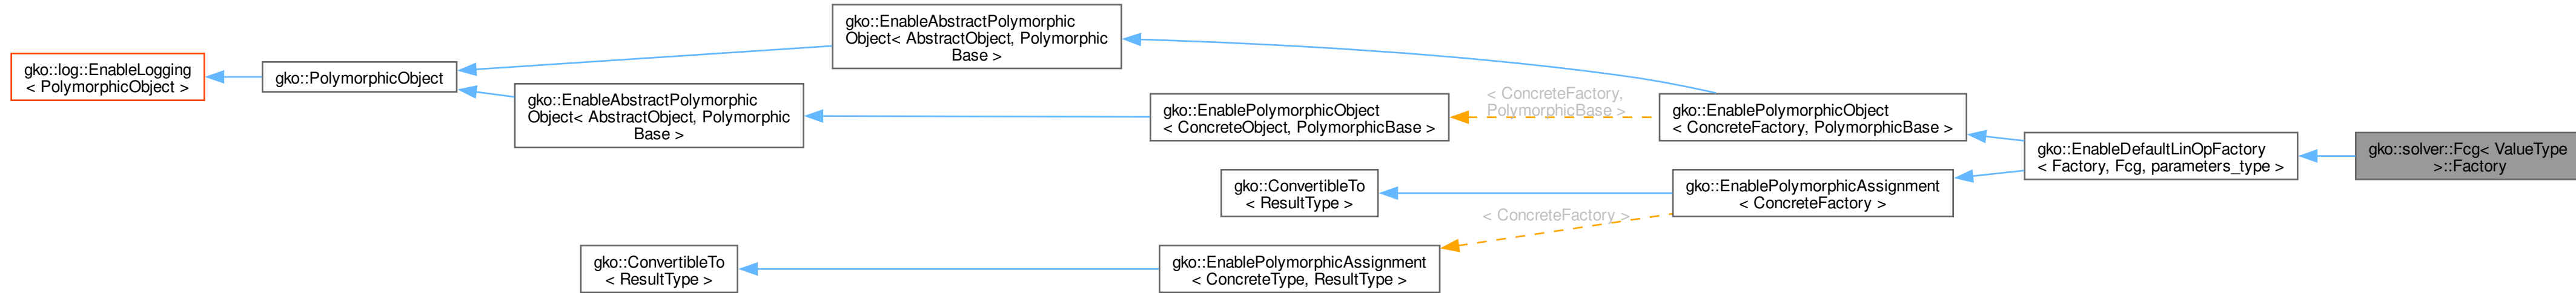 gko::log::EnableLogging
< PolymorphicObject >
gko::PolymorphicObject
gko::EnableAbstractPolymorphic
Object< AbstractObject, Polymorphic
Base >
gko::EnableAbstractPolymorphic
Object< AbstractObject, Polymorphic
Base >
gko::EnablePolymorphicObject
< ConcreteObject, PolymorphicBase >
< ConcreteFactory,
PolymorphicBase >
gko::EnablePolymorphicObject
< ConcreteFactory, PolymorphicBase >
gko::ConvertibleTo
< ResultType >
gko::EnablePolymorphicAssignment
< ConcreteFactory >
< ConcreteFactory >
gko::ConvertibleTo
< ResultType >
gko::EnablePolymorphicAssignment
< ConcreteType, ResultType >
gko::EnableDefaultLinOpFactory
< Factory, Fcg, parameters_type >
gko::solver::Fcg< ValueType
>::Factory